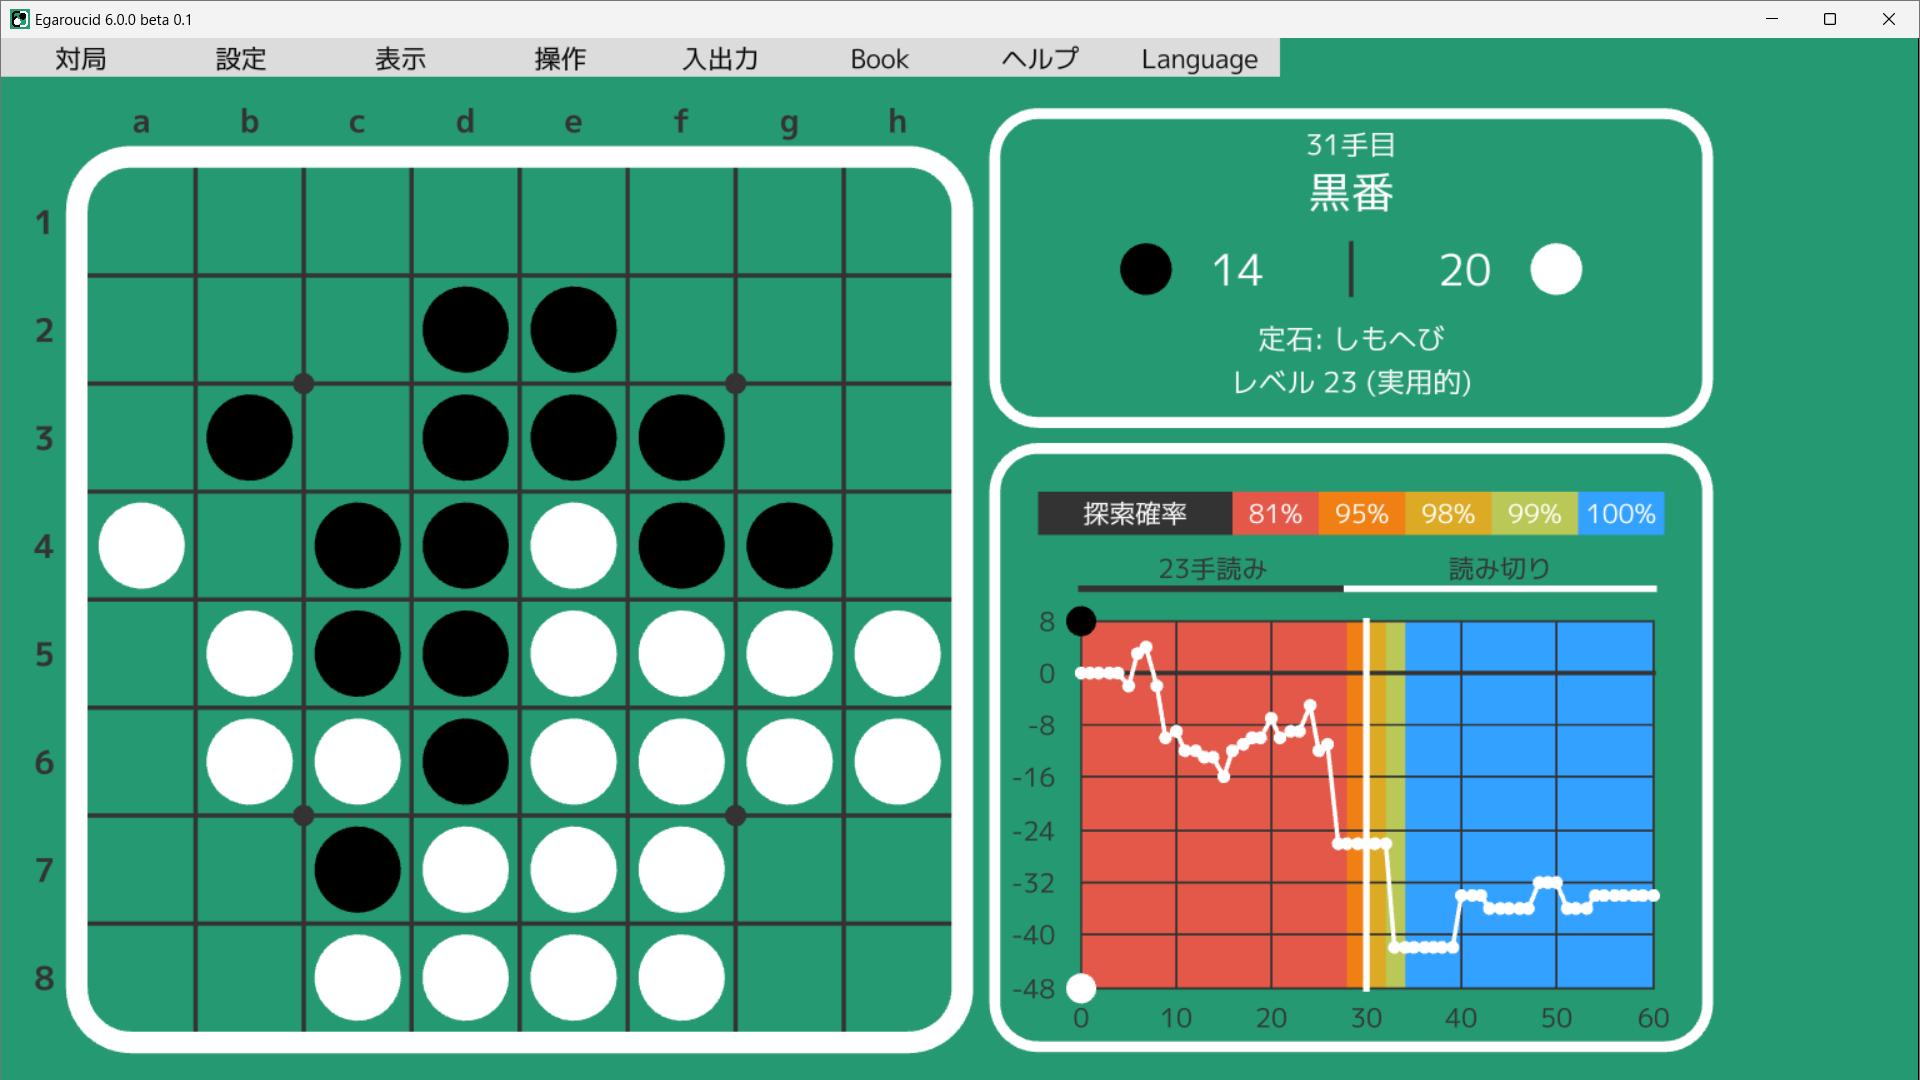 Egaroucid 6.0.0 beta 0.1
対局 設定 表示 操作 入出力 Book ヘルプ Language
a b c d e f g h
1
2
3
4
5
6
7
8
31手目
黒番
14 20
定石: しもへび
レベル 23 (実用的)
探索確率 81% 95% 98% 99% 100%
23手読み 読み切り
8
0
-8
-16
-24
-32
-40
-48
0 10 20 30 40 50 60